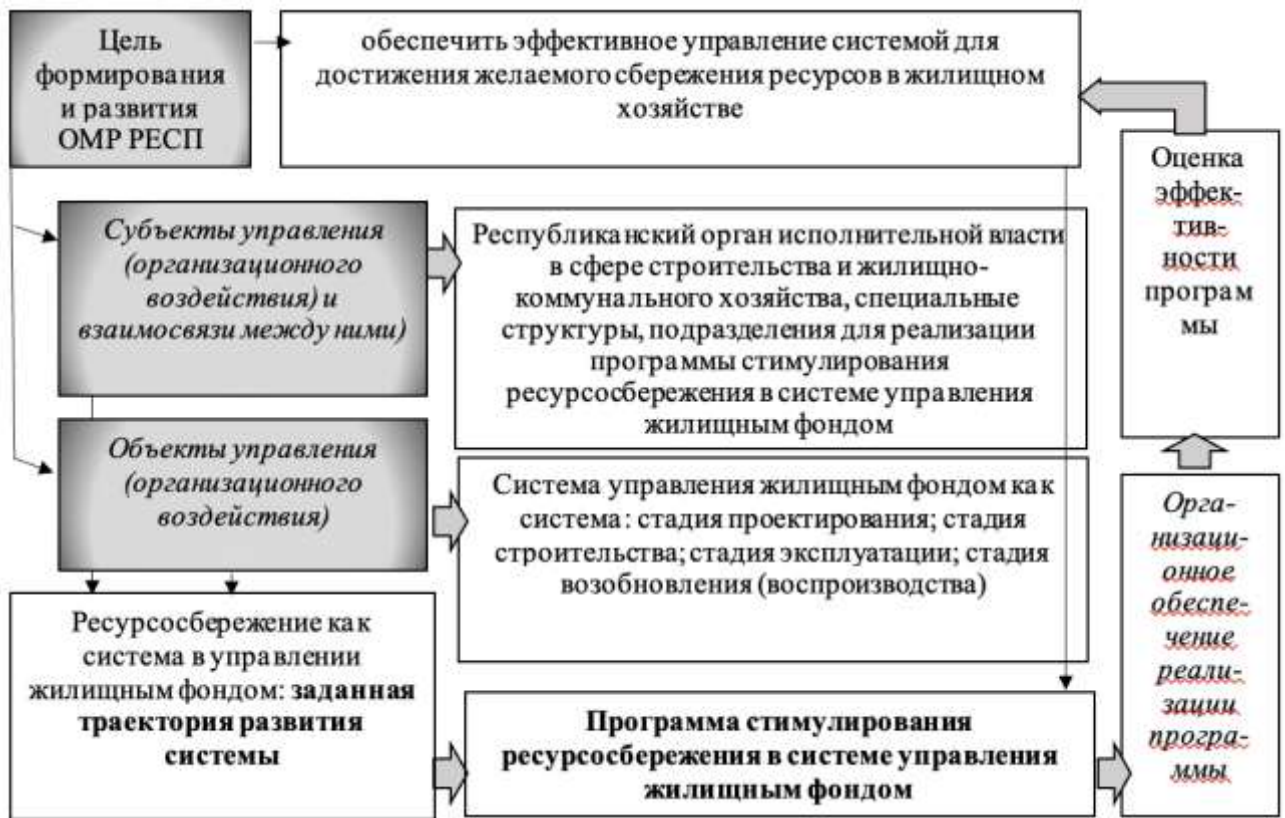 Цель
формирования
и развития
ОМР РЕСП
обеспечить эффективное управление системой для
достижения желаемого сбережения ресурсов в жилищном
хозяйстве
Оценка
эффек-
тив-
ности
програм
мы
Субъекты управления
(организационного
воздействия) и
взаимосвязи между ними)
Республиканский орган исполнительной власти
в сфере строительства и жилищно-
коммунального хозяйства, специальные
структуры, подразделения для реализации
программы стимулирования
ресурсосбережения в системе управления
жилищным фондом
Объекты управления
(организационного
воздействия)
Система управления жилищным фондом как
система: стадия проектирования; стадия
строительства; стадия эксплуатации; стадия
возобновления (воспроизводства)
Орга-
низаци-
онное
обеспе-
чение
реали-
зации
програ-
ммы
Ресурсосбережение как
система в управлении
жилищным фондом: заданная
траектория развития
системы
Программа стимулирования
ресурсосбережения в системе управления
жилищным фондом